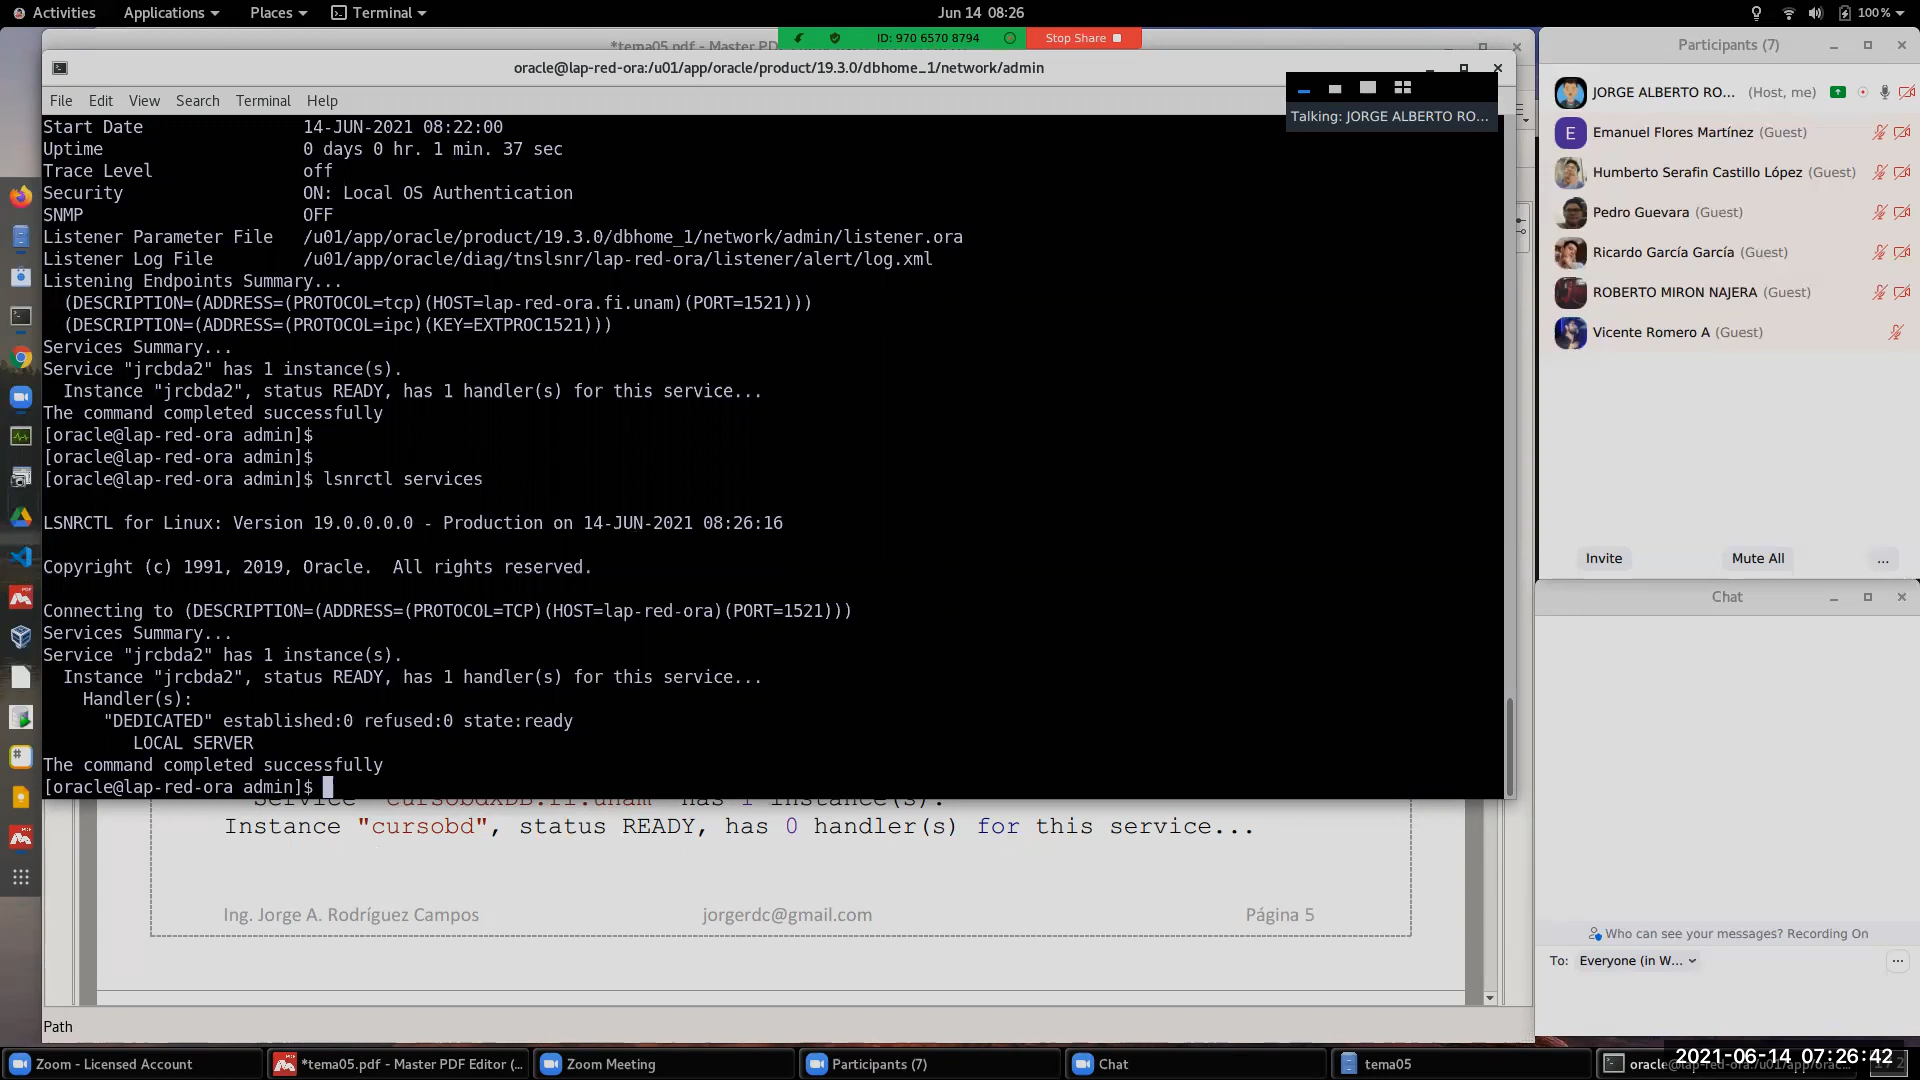 Activities Applications Places Terminal Jun 14 08:26 100%
*tema05.pdf - Master PD
ID: 970 6570 8794 Stop Share
oracle@lap-red-ora:/u01/app/oracle/product/19.3.0/dbhome_1/network/admin
File Edit View Search Terminal Help
Talking: JORGE ALBERTO RO...
Start Date 14-JUN-2021 08:22:00
Uptime 0 days 0 hr. 1 min. 37 sec
Trace Level off
Security ON: Local OS Authentication
SNMP OFF
Listener Parameter File /u01/app/oracle/product/19.3.0/dbhome_1/network/admin/listener.ora
Listener Log File /u01/app/oracle/diag/tnslsnr/lap-red-ora/listener/alert/log.xml
Listening Endpoints Summary...
(DESCRIPTION=(ADDRESS=(PROTOCOL=tcp)(HOST=lap-red-ora.fi.unam)(PORT=1521)))
(DESCRIPTION=(ADDRESS=(PROTOCOL=ipc)(KEY=EXTPROC1521)))
Services Summary...
Service "jrcbda2" has 1 instance(s).
Instance "jrcbda2", status READY, has 1 handler(s) for this service...
The command completed successfully
[oracle@lap-red-ora admin]$
[oracle@lap-red-ora admin]$
[oracle@lap-red-ora admin]$ lsnrctl services
LSNRCTL for Linux: Version 19.0.0.0.0 - Production on 14-JUN-2021 08:26:16
Copyright (c) 1991, 2019, Oracle. All rights reserved.
Connecting to (DESCRIPTION=(ADDRESS=(PROTOCOL=TCP)(HOST=lap-red-ora)(PORT=1521)))
Services Summary...
Service "jrcbda2" has 1 instance(s).
Instance "jrcbda2", status READY, has 1 handler(s) for this service...
Handler(s):
"DEDICATED" established:0 refused:0 state:ready
LOCAL SERVER
The command completed successfully
[oracle@lap-red-ora admin]$
Service "cursobdXDB.fi.unam" has 1 instance(s).
Instance "cursobd", status READY, has 0 handler(s) for this service...
Ing. Jorge A. Rodríguez Campos jorgerdc@gmail.com Página 5
Path
Participants (7)
JORGE ALBERTO RO... (Host, me)
E Emanuel Flores Martínez (Guest)
Humberto Serafin Castillo López (Guest)
Pedro Guevara (Guest)
Ricardo García García (Guest)
ROBERTO MIRON NAJERA (Guest)
Vicente Romero A (Guest)
Invite Mute All ...
Chat
Who can see your messages? Recording On
To: Everyone (in W...
Zoom - Licensed Account *tema05.pdf - Master PDF Editor (... Zoom Meeting Participants (7) Chat tema05
2021-06-14 07:26:42